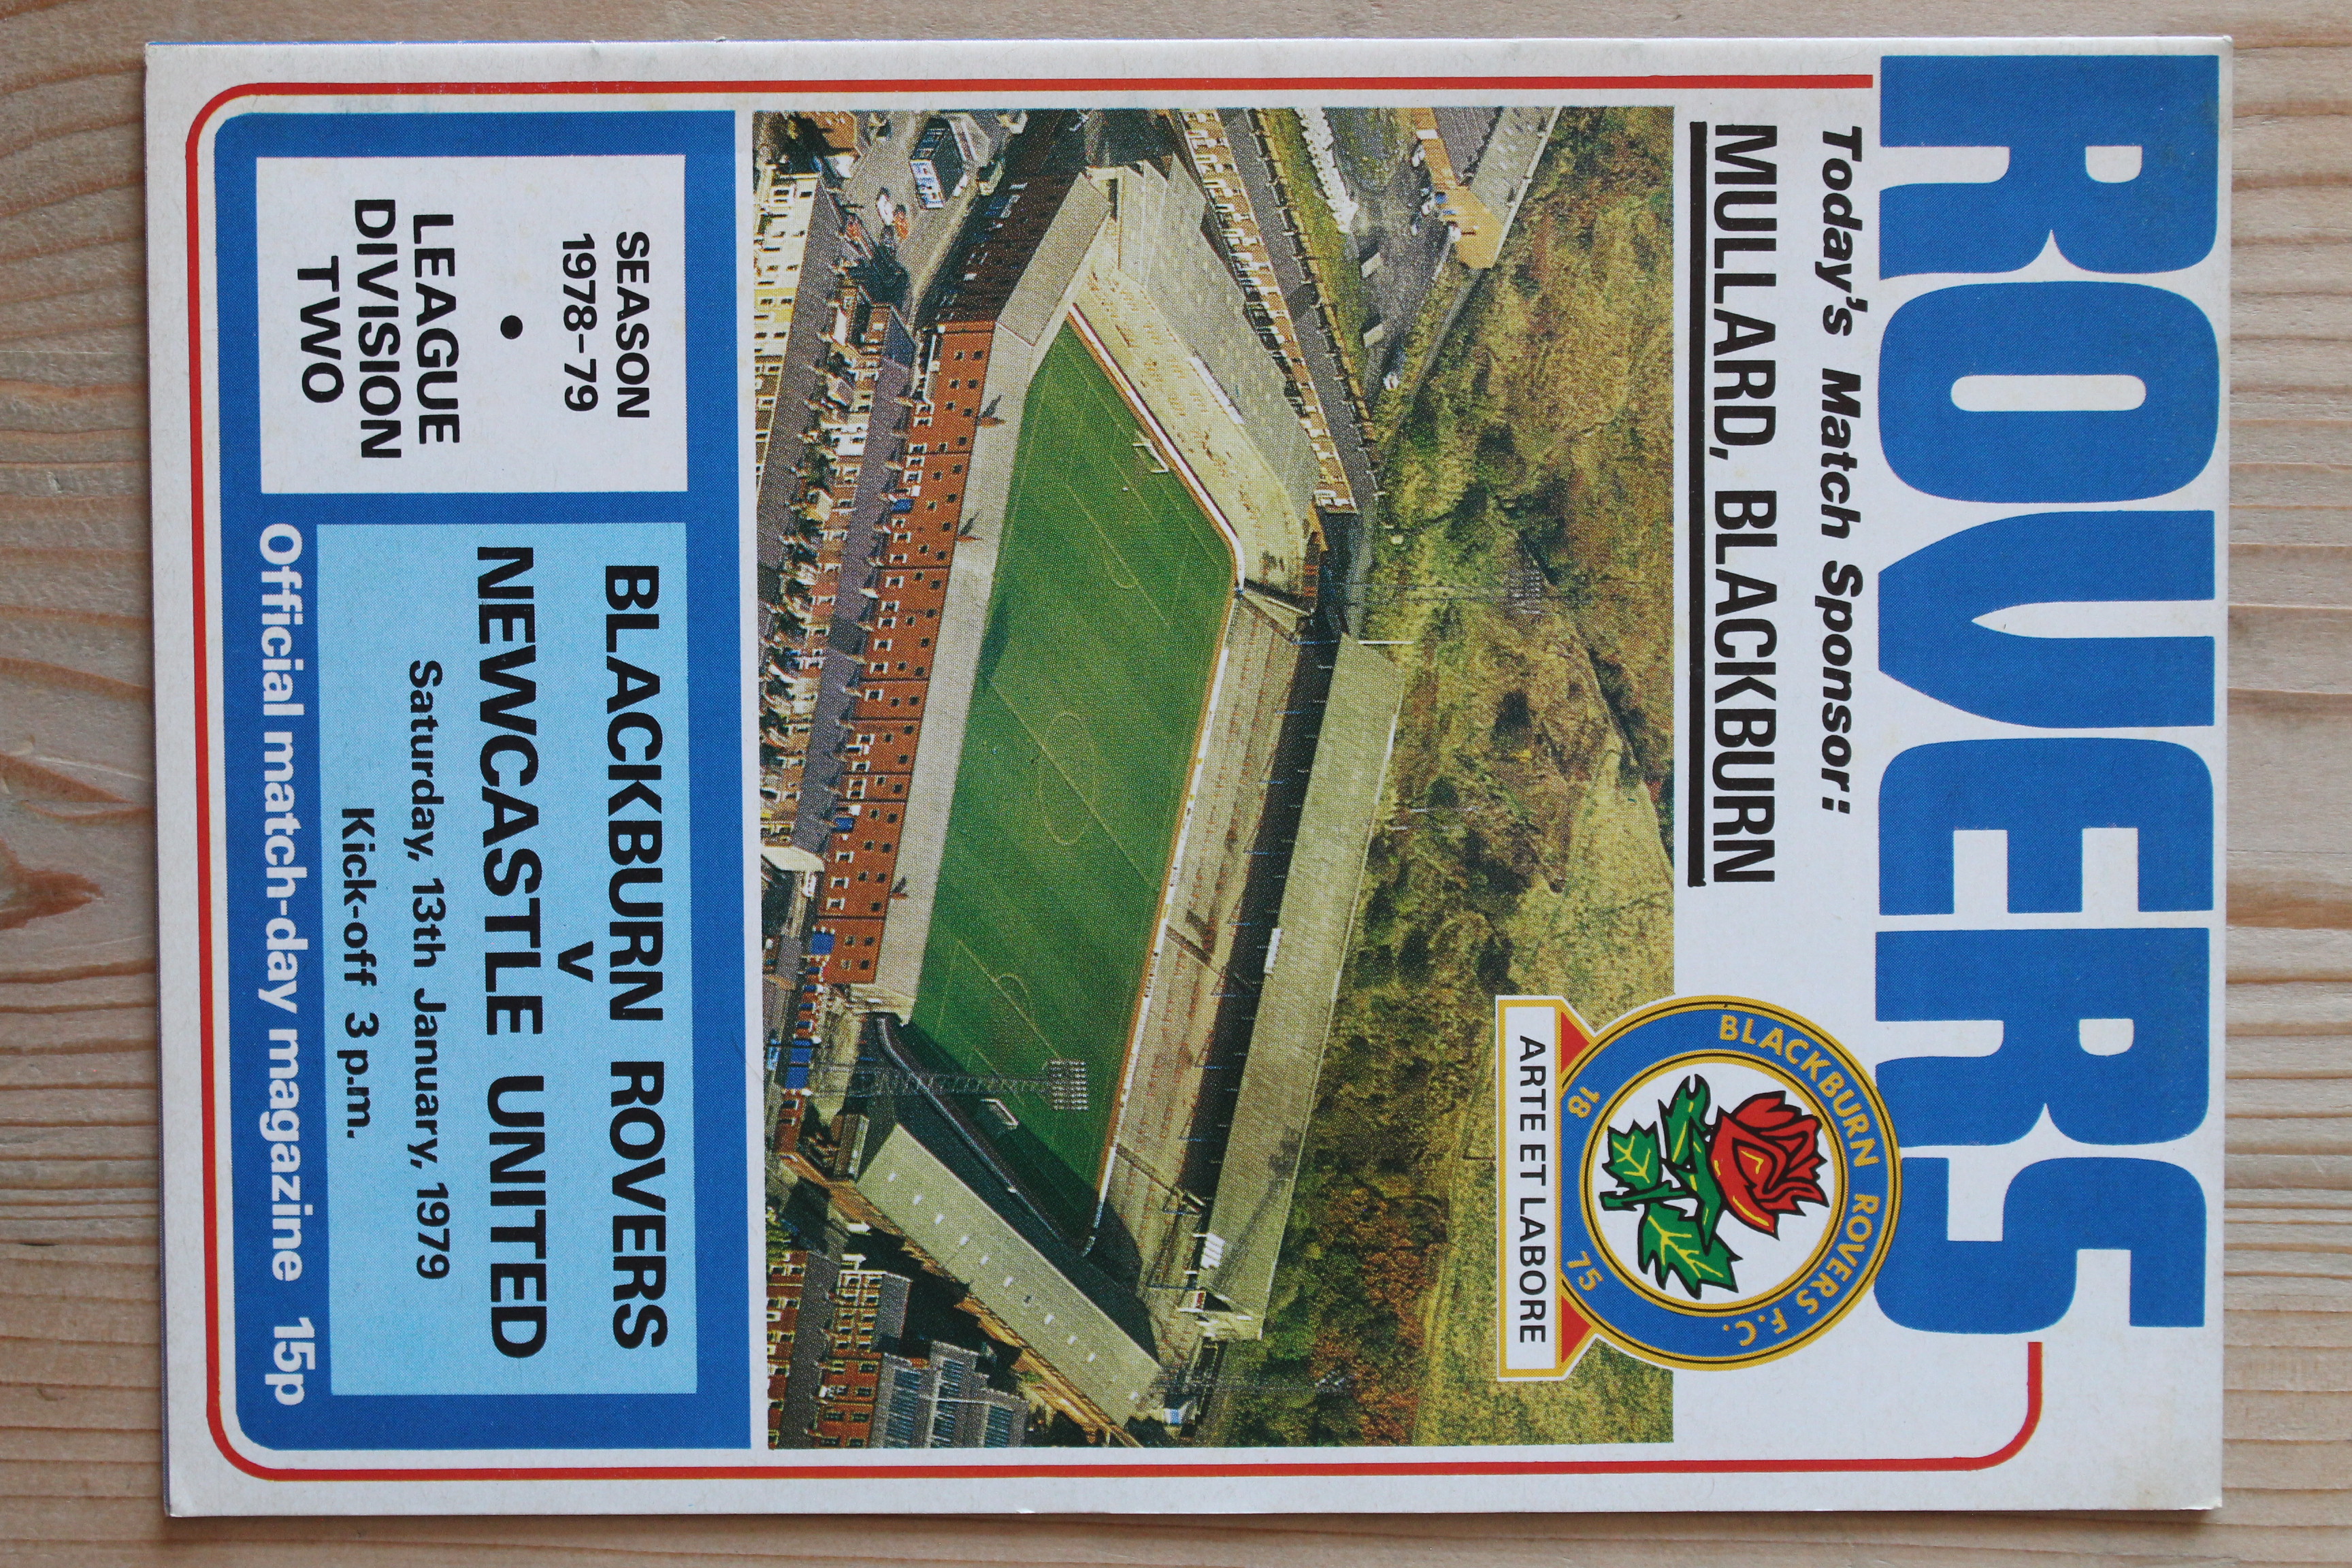 ROVERS
Today's Match Sponsor:
MULLARD, BLACKBURN
BLACKBURN ROVERS F.C.
18 75
ARTE ET LABORE
SEASON
1978-79
•
LEAGUE
DIVISION
TWO
BLACKBURN ROVERS
v
NEWCASTLE UNITED
Saturday, 13th January, 1979
Kick-off 3 p.m.
Official match-day magazine 15p